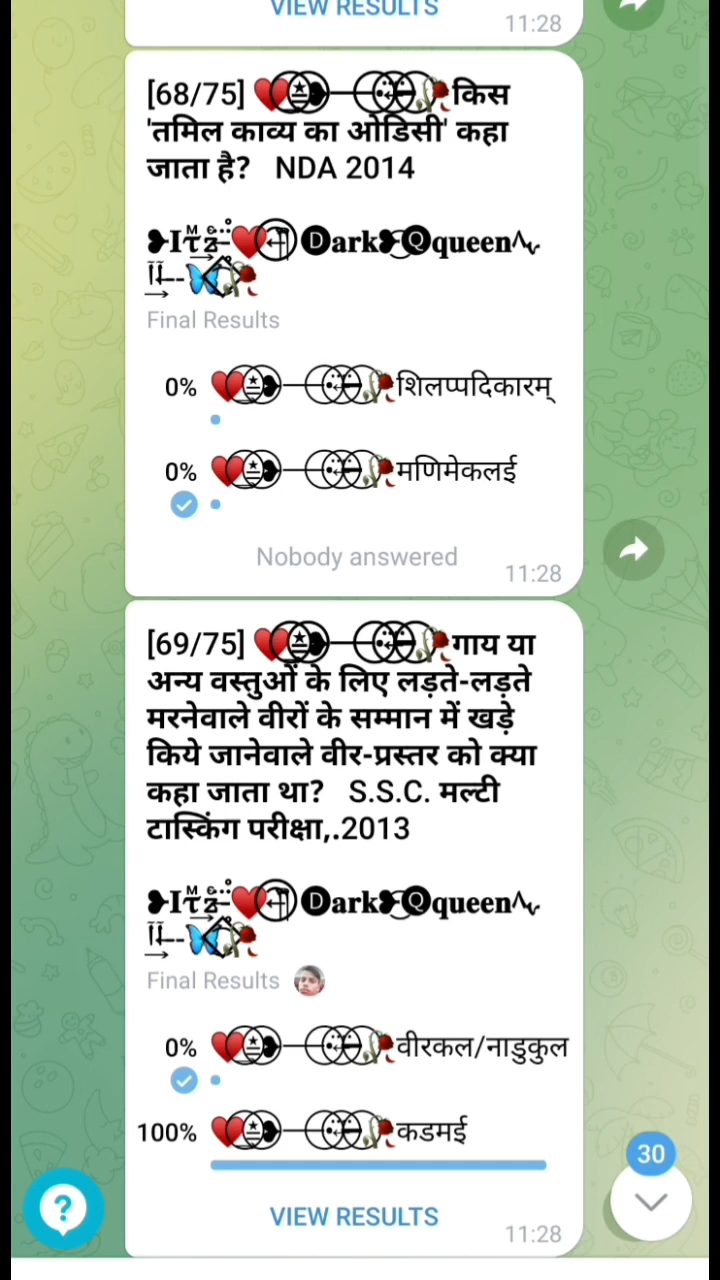 VIEW RESULTS
11:28
[68/75] किस
'तमिल काव्य का ओडिसी' कहा
जाता है? NDA 2014
🅓ark 🅠queen
Final Results
0% शिलप्पदिकारम्
0% मणिमेकलई
Nobody answered
11:28
[69/75] गाय या
अन्य वस्तुओं के लिए लड़ते-लड़ते
मरनेवाले वीरों के सम्मान में खड़े
किये जानेवाले वीर-प्रस्तर को क्या
कहा जाता था? S.S.C. मल्टी
टास्किंग परीक्षा,.2013
🅓ark 🅠queen
Final Results
0% वीरकल/नाडुकुल
100% कडमई
30
?
VIEW RESULTS
11:28